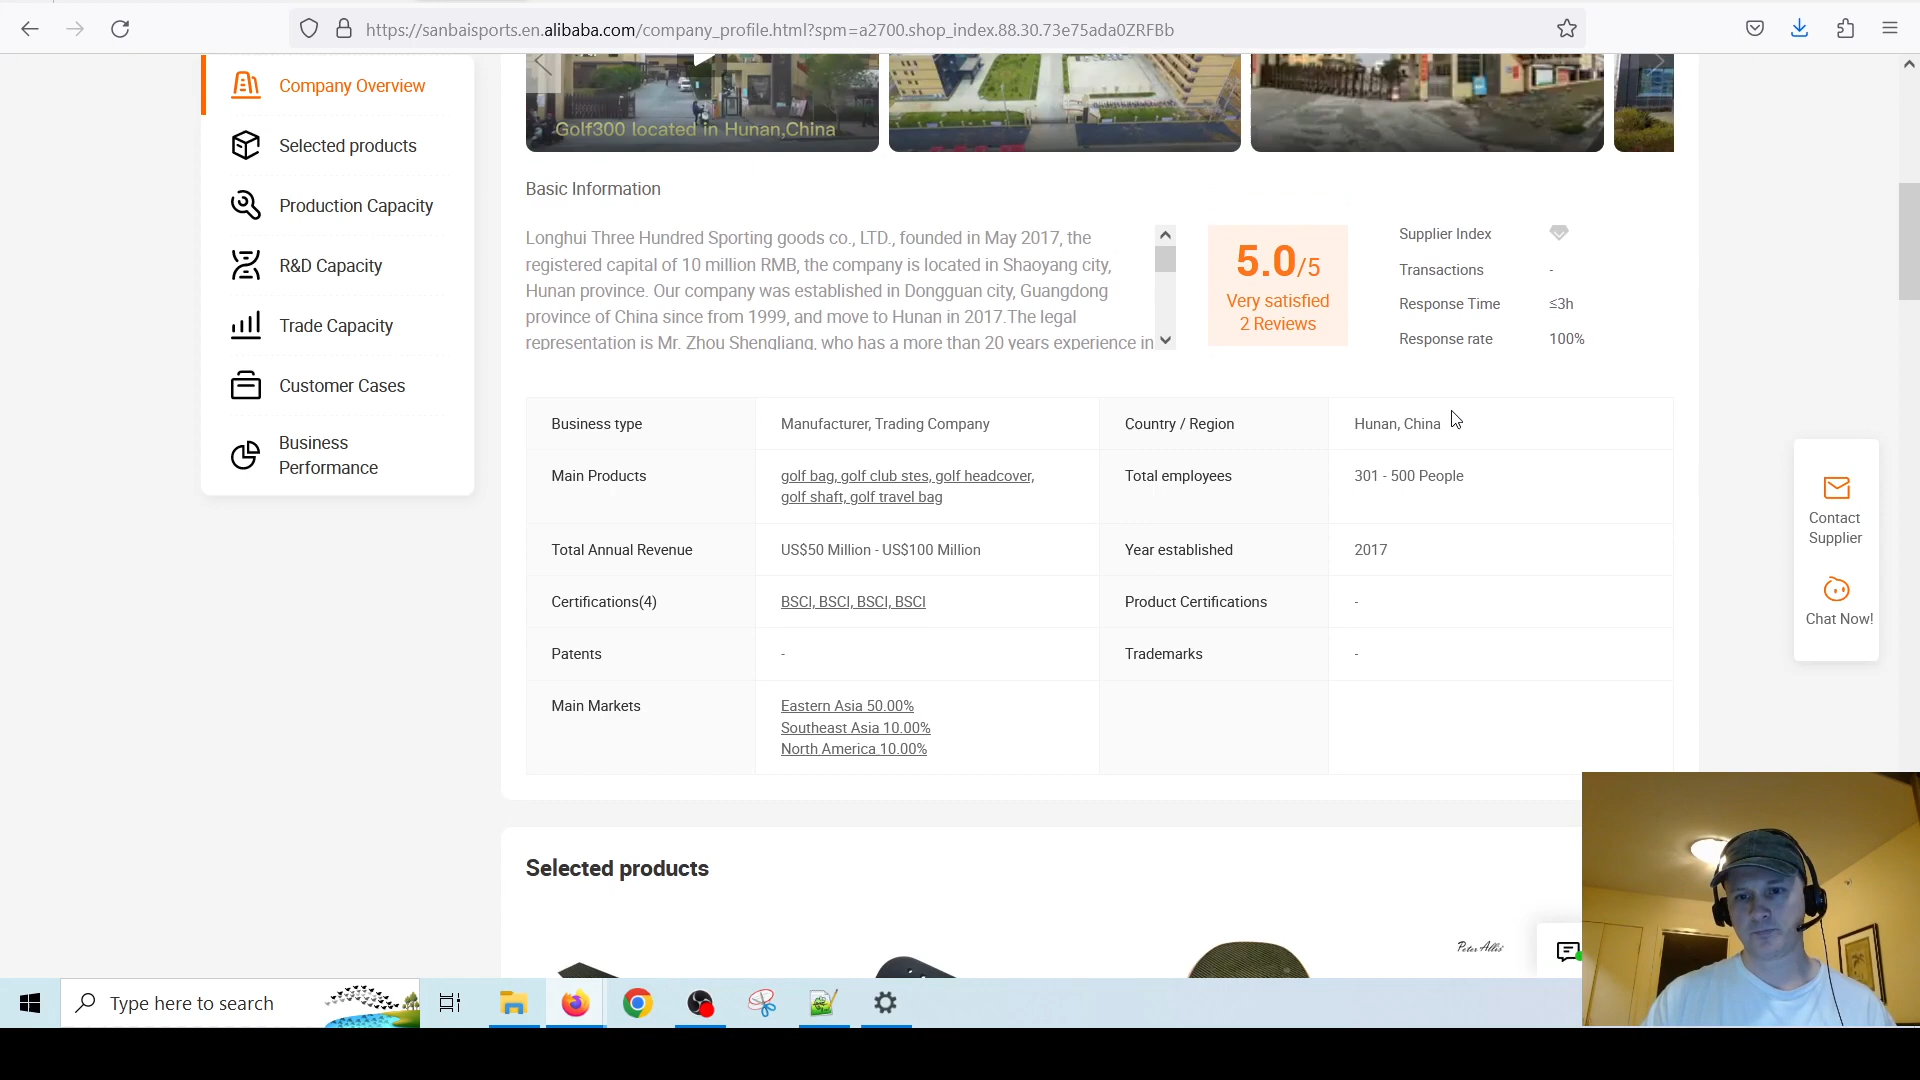 https://sanbaisports.en.alibaba.com/company_profile.html?spm=a2700.shop_index.88.30.73e75ada0ZRFBb
Company Overview
Selected products
Production Capacity
R&D Capacity
Trade Capacity
Customer Cases
Business
Performance
Golf300 located in Hunan,China
Basic Information
Longhui Three Hundred Sporting goods co., LTD., founded in May 2017, the
registered capital of 10 million RMB, the company is located in Shaoyang city,
Hunan province. Our company was established in Dongguan city, Guangdong
province of China since from 1999, and move to Hunan in 2017.The legal
representation is Mr. Zhou Shengliang, who has a more than 20 years experience in
5.0/5
Very satisfied
2 Reviews
Supplier Index
Transactions -
Response Time ≤3h
Response rate 100%
Business type Manufacturer, Trading Company Country / Region Hunan, China
Main Products golf bag, golf club stes, golf headcover,
golf shaft, golf travel bag
Total employees 301 - 500 People
Total Annual Revenue US$50 Million - US$100 Million Year established 2017
Certifications(4) BSCI, BSCI, BSCI, BSCI Product Certifications -
Patents - Trademarks -
Main Markets Eastern Asia 50.00%
Southeast Asia 10.00%
North America 10.00%
Contact
Supplier
Chat Now!
Selected products
Peter Allis
Type here to search